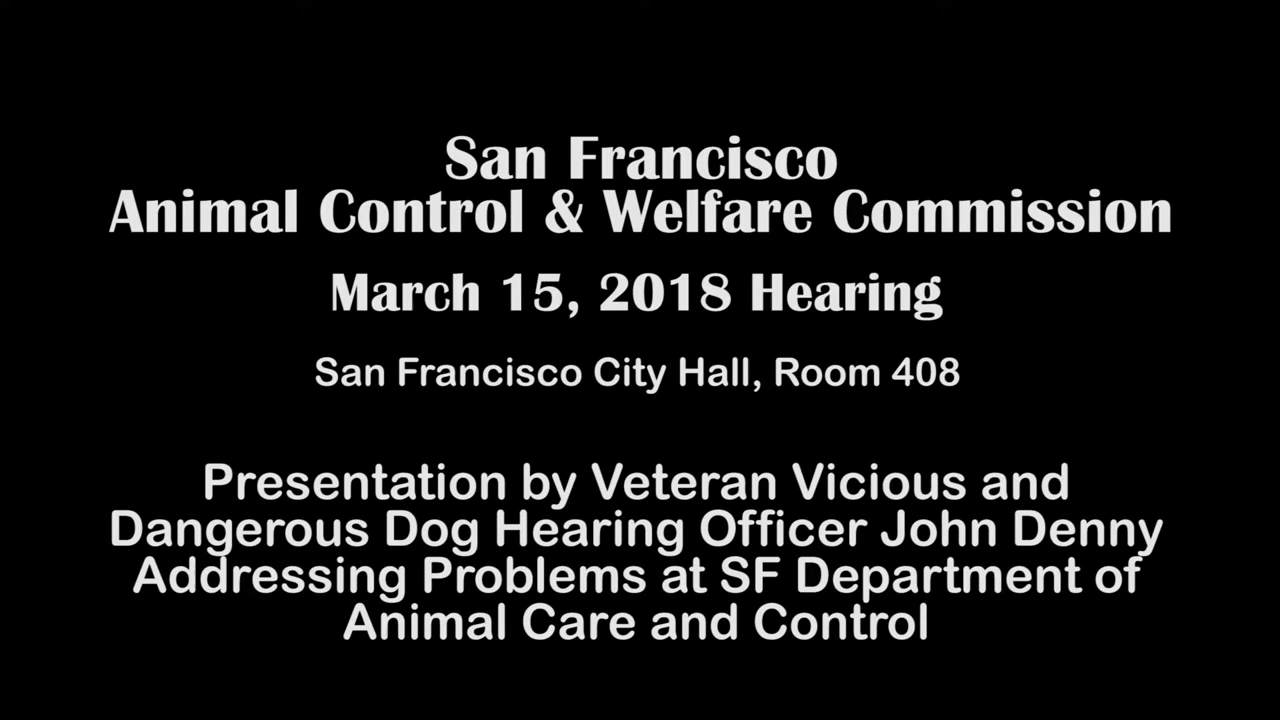 San Francisco
Animal Control & Welfare Commission
March 15, 2018 Hearing
San Francisco City Hall, Room 408
Presentation by Veteran Vicious and
Dangerous Dog Hearing Officer John Denny
Addressing Problems at SF Department of
Animal Care and Control